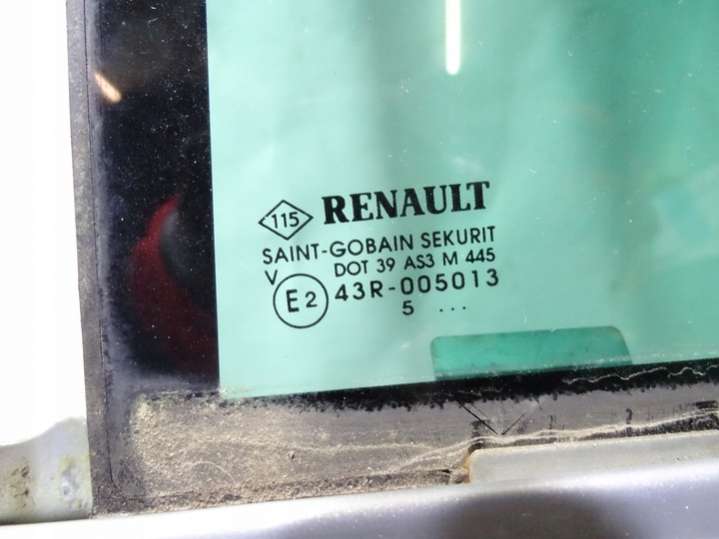 115 RENAULT
SAINT-GOBAIN SEKURIT
V DOT 39 AS3 M 445
E2 43R-005013
5 ...